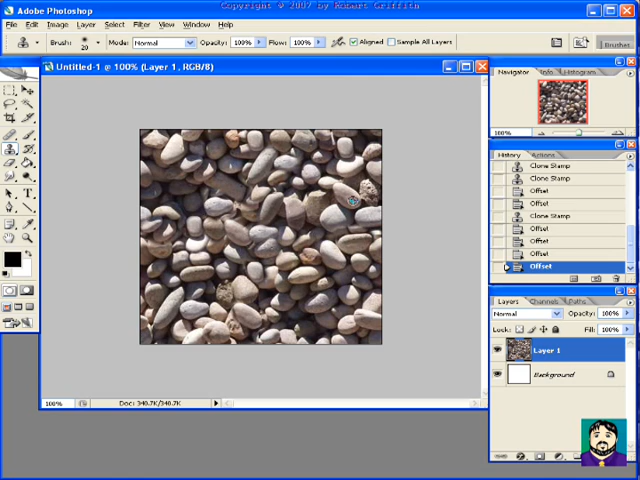 Copyright © 2007 by Robert Griffith
Adobe Photoshop
File Edit Image Layer Select Filter View Window Help
Brush: 20 Mode: Normal Opacity: 100% Flow: 100% Aligned Sample All Layers Brushes
Untitled-1 @ 100% (Layer 1, RGB/8)
Navigator Info Histogram
100%
History Actions
Clone Stamp
Clone Stamp
Offset
Offset
Clone Stamp
Offset
Offset
Offset
Offset
Layers Channels Paths
Normal Opacity: 100%
Lock: Fill: 100%
Layer 1
Background
100% Doc: 340.7K/340.7K